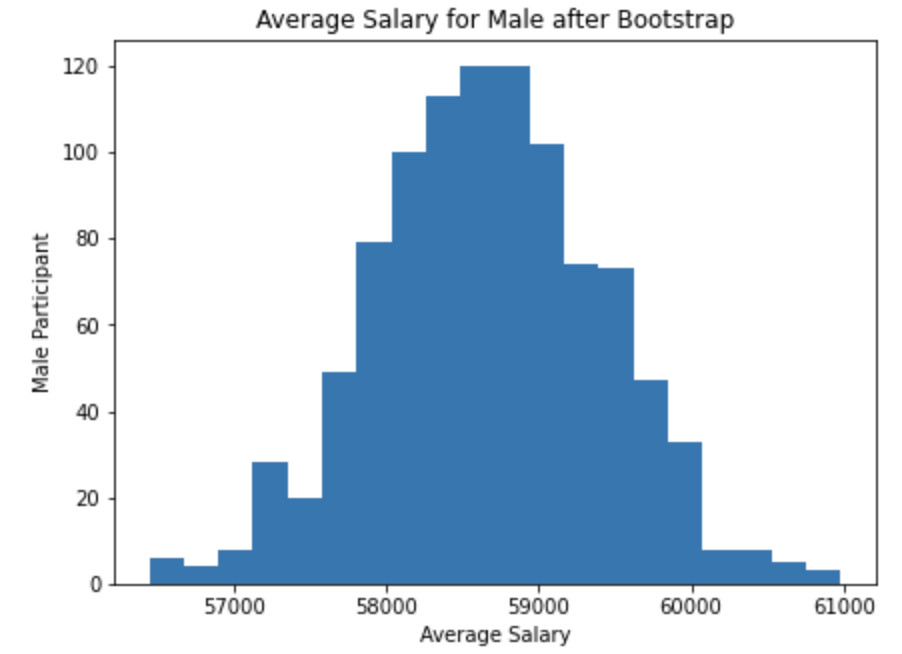 Average Salary for Male after Bootstrap
120
100
80
60
40
20
0
Male Participant
57000 58000 59000 60000 61000
Average Salary